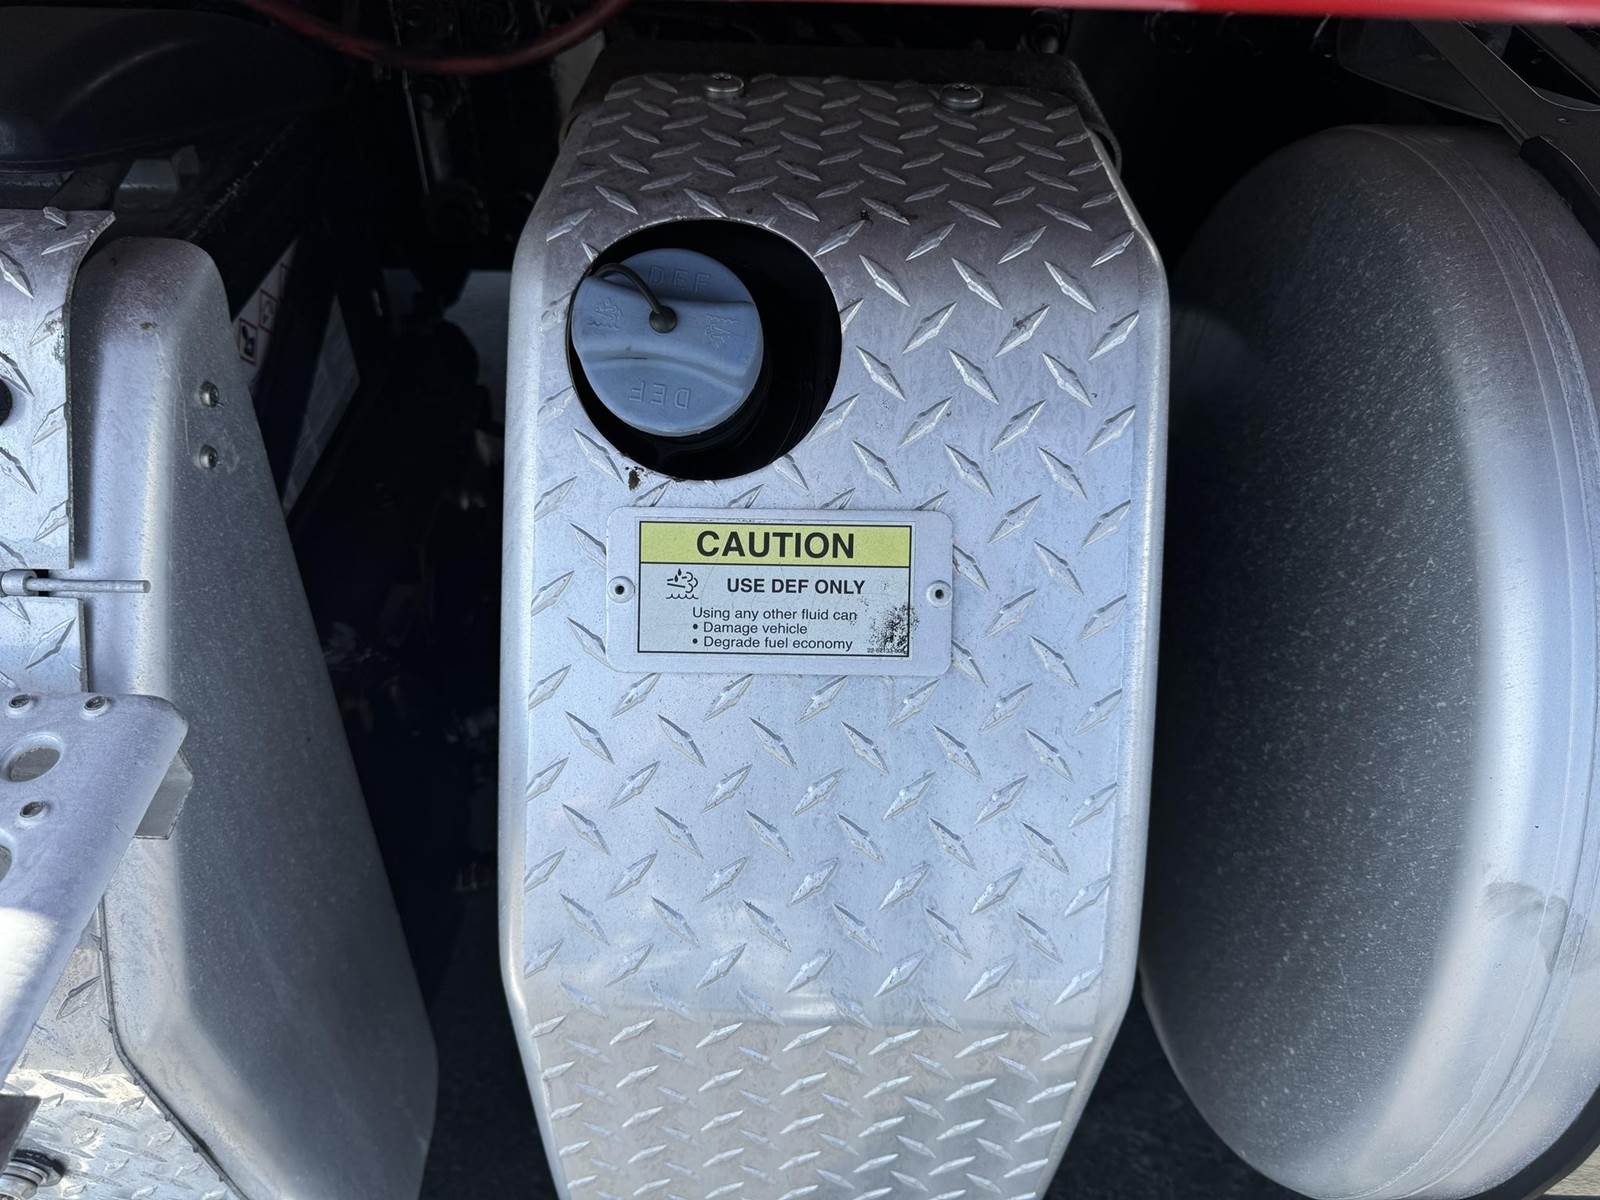 DEF
DEF
CAUTION
USE DEF ONLY
Using any other fluid can
• Damage vehicle
• Degrade fuel economy